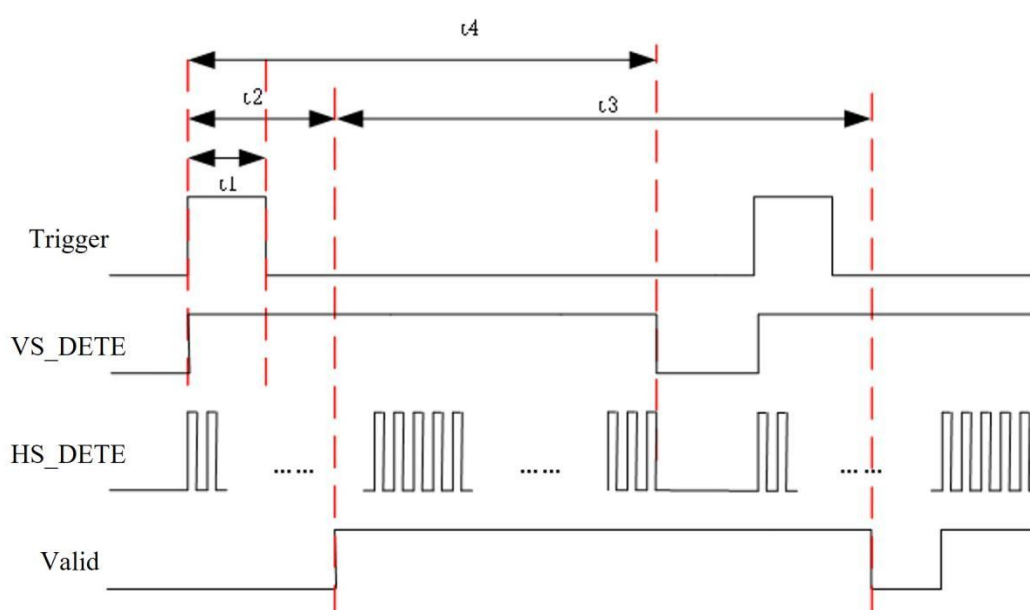 t4
t2
t3
t1
Trigger
VS_DETE
HS_DETE
...... ...... ......
Valid